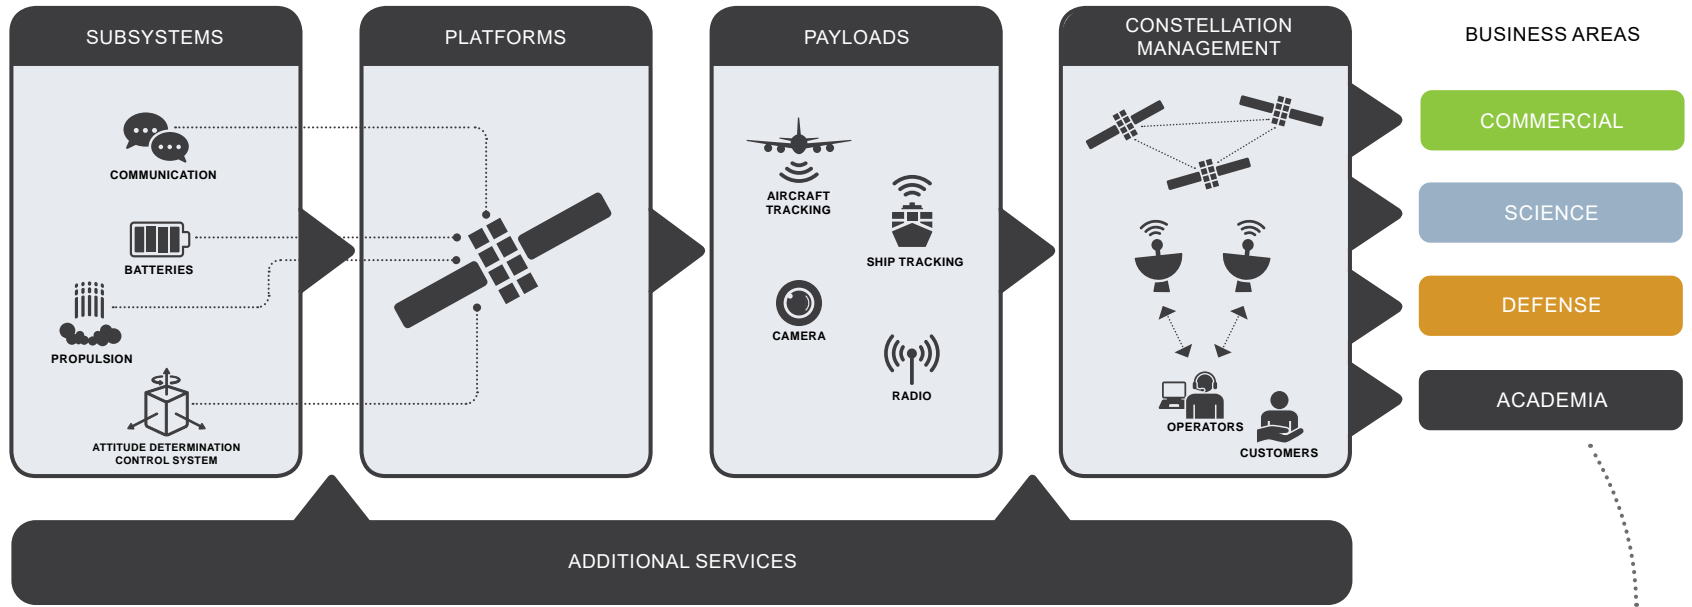 SUBSYSTEMS
COMMUNICATION
BATTERIES
PROPULSION
ATTITUDE DETERMINATION
CONTROL SYSTEM
PLATFORMS
PAYLOADS
AIRCRAFT
TRACKING
SHIP TRACKING
CAMERA
RADIO
CONSTELLATION
MANAGEMENT
OPERATORS
CUSTOMERS
BUSINESS AREAS
COMMERCIAL
SCIENCE
DEFENSE
ACADEMIA
ADDITIONAL SERVICES